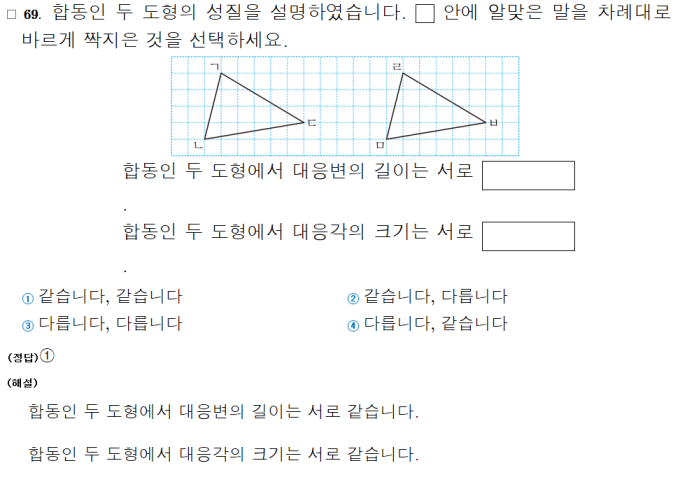 □ 69. 합동인 두 도형의 성질을 설명하였습니다. □ 안에 알맞은 말을 차례대로
바르게 짝지은 것을 선택하세요.
ㄱ ㄹ
ㄷ ㅂ
ㄴ ㅁ
합동인 두 도형에서 대응변의 길이는 서로
.
합동인 두 도형에서 대응각의 크기는 서로
.
① 같습니다, 같습니다 ② 같습니다, 다릅니다
③ 다릅니다, 다릅니다 ④ 다릅니다, 같습니다
(정답)①
(해설)
합동인 두 도형에서 대응변의 길이는 서로 같습니다.
합동인 두 도형에서 대응각의 크기는 서로 같습니다.